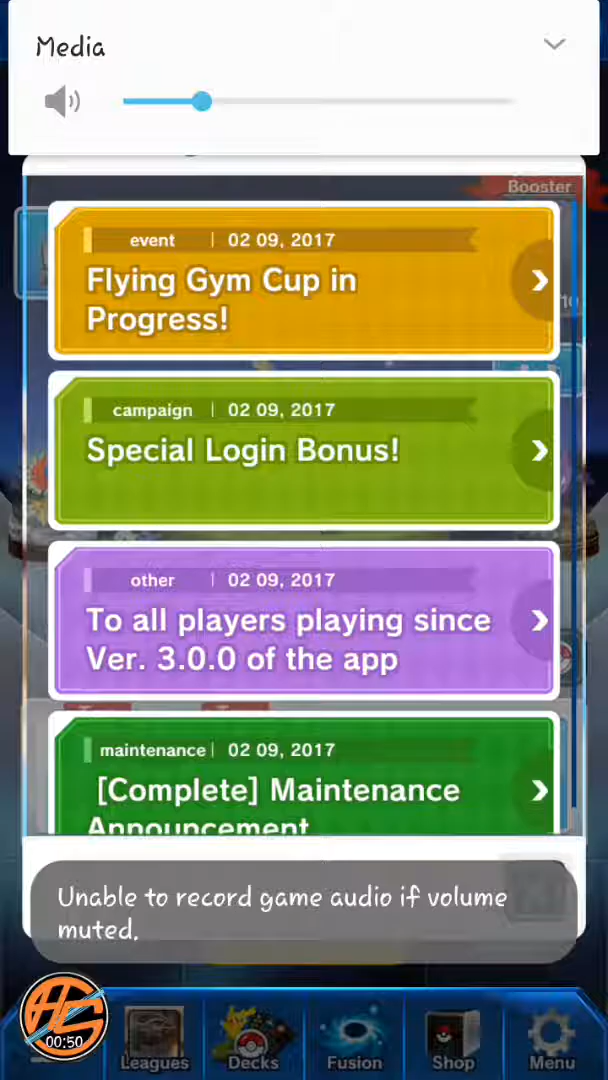 Media
Booster
event | 02 09, 2017
Flying Gym Cup in
Progress!
campaign | 02 09, 2017
Special Login Bonus!
other | 02 09, 2017
To all players playing since
Ver. 3.0.0 of the app
maintenance | 02 09, 2017
[Complete] Maintenance
Announcement
Unable to record game audio if volume
muted.
00:50
Leagues
Decks
Fusion
Shop
Menu